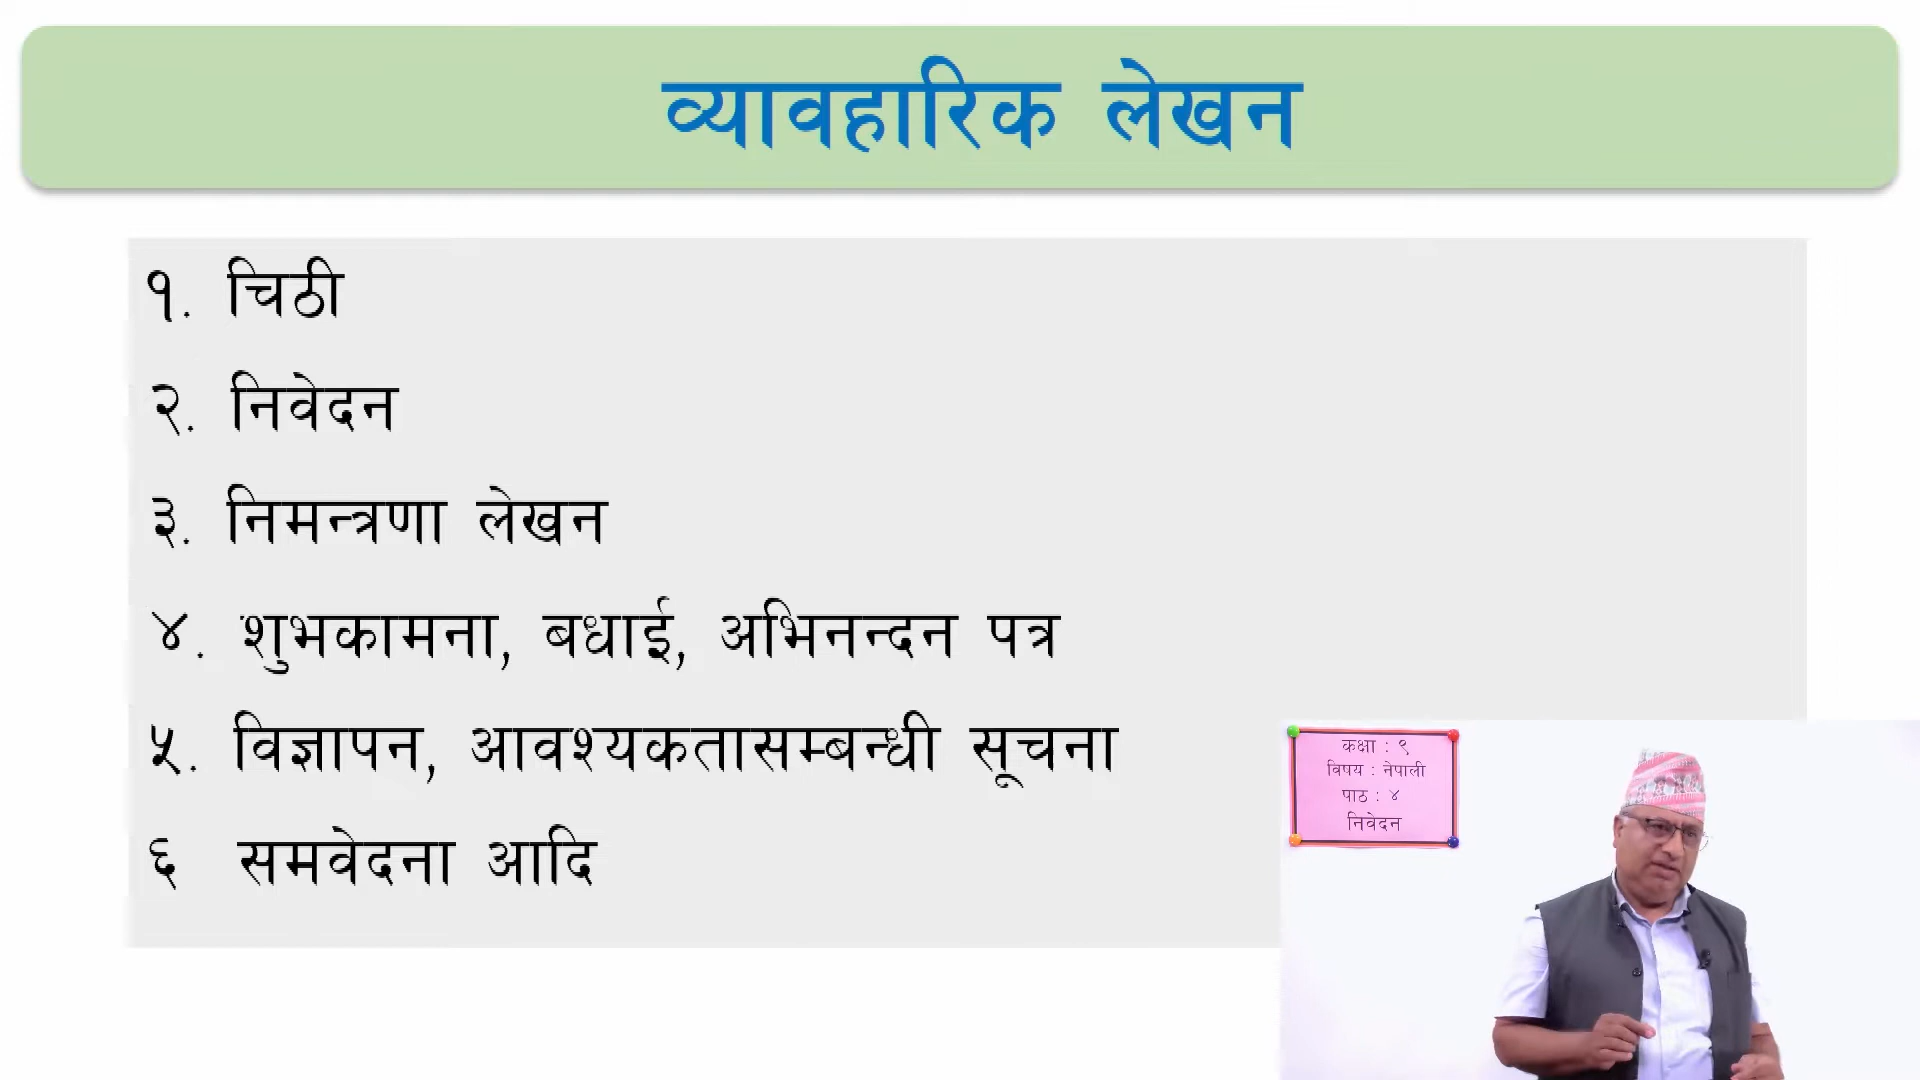 व्यावहारिक लेखन
१. चिठी
२. निवेदन
३. निमन्त्रणा लेखन
४. शुभकामना, बधाई, अभिनन्दन पत्र
५. विज्ञापन, आवश्यकतासम्बन्धी सूचना
६ समवेदना आदि
कक्षा : ९
विषय : नेपाली
पाठ : ४
निवेदन